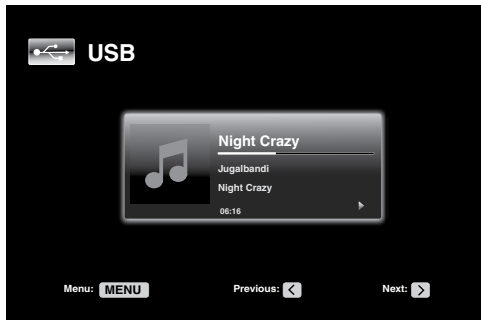 USB
Night Crazy
Jugalbandi
Night Crazy
06:16
Menu: MENU Previous: < Next: >